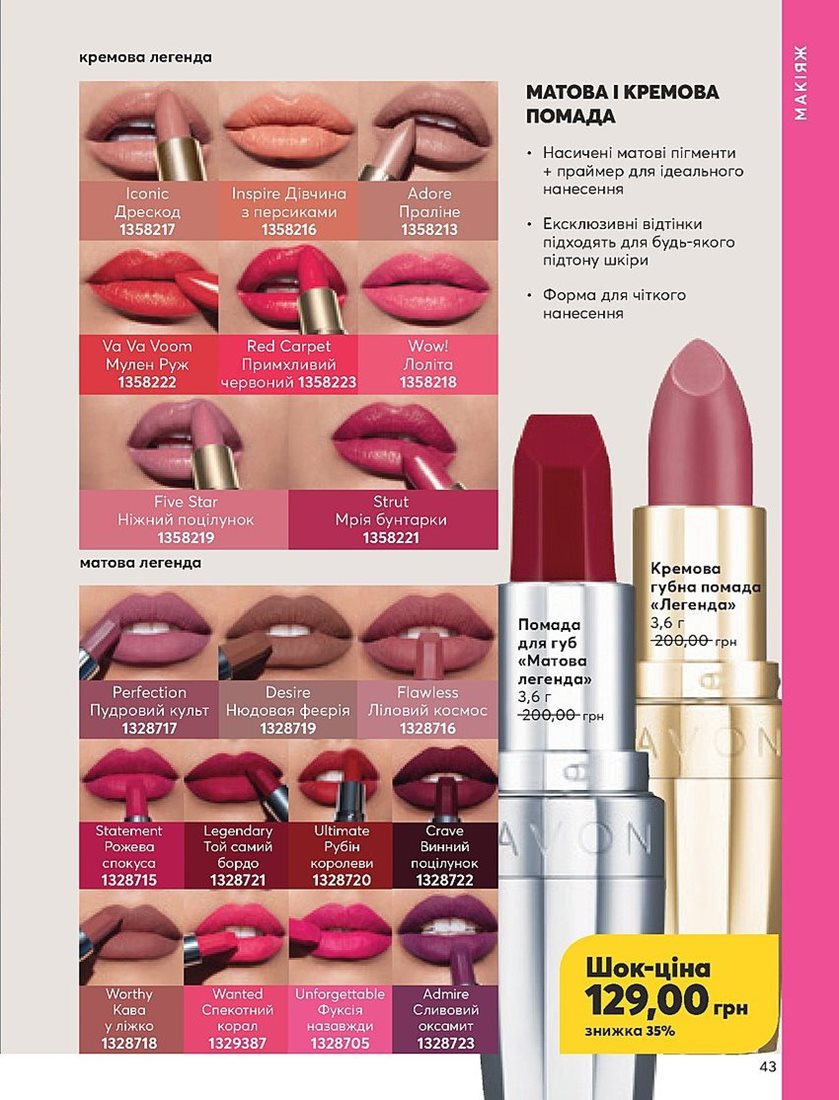 МАКІЯЖ
кремова легенда
Iconic
Дрескод
1358217
Inspire Дівчина
з персиками
1358216
Adore
Праліне
1358213
Va Va Voom
Мулен Руж
1358222
Red Carpet
Примхливий
червоний 1358223
Wow!
Лоліта
1358218
Five Star
Ніжний поцілунок
1358219
Strut
Мрія бунтарки
1358221
матова легенда
Perfection
Пудровий культ
1328717
Desire
Нюдовая феєрія
1328719
Flawless
Ліловий космос
1328716
Statement
Рожева
спокуса
1328715
Legendary
Той самий
бордо
1328721
Ultimate
Рубін
королеви
1328720
Crave
Винний
поцілунок
1328722
Worthy
Кава
у ліжко
1328718
Wanted
Спекотний
корал
1329387
Unforgettable
Фуксія
назавжди
1328705
Admire
Сливовий
оксамит
1328723
МАТОВА І КРЕМОВА
ПОМАДА
• Насичені матові пігменти
+ праймер для ідеального
нанесення
• Ексклюзивні відтінки
підходять для будь-якого
підтону шкіри
• Форма для чіткого
нанесення
Кремова
губна помада
«Легенда»
3,6 г
200,00 грн
Помада
для губ
«Матова
легенда»
3,6 г
200,00 грн
AVON
AVON
Шок-ціна
129,00 грн
знижка 35%
43